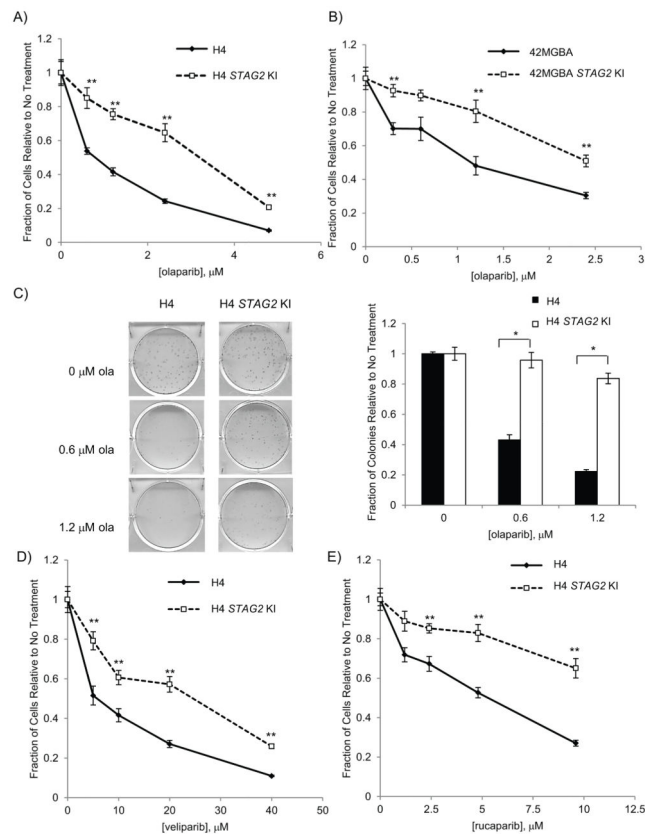 A)
H4
H4 STAG2 KI
Fraction of Cells Relative to No Treatment
1.2
1
0.8
0.6
0.4
0.2
0
** ** ** **
0 2 4 6
[olaparib], μM
B)
42MGBA
42MGBA STAG2 KI
Fraction of Cells Relative to No Treatment
1.2
1
0.8
0.6
0.4
0.2
0
** ** **
0 0.5 1 1.5 2 2.5 3
[olaparib], μM
C)
H4 H4 STAG2 KI
0 μM ola
0.6 μM ola
1.2 μM ola
H4
H4 STAG2 KI
Fraction of Colonies Relative to No Treatment
1.2
1
0.8
0.6
0.4
0.2
0
* *
0 0.6 1.2
[olaparib], μM
D)
H4
H4 STAG2 KI
Fraction of Cells Relative to No Treatment
1.2
1
0.8
0.6
0.4
0.2
0
** ** ** **
0 10 20 30 40 50
[veliparib], μM
E)
H4
H4 STAG2 KI
Fraction of Cells Relative to No Treatment
1.2
1
0.8
0.6
0.4
0.2
0
** ** **
0 2.5 5 7.5 10 12.5
[rucaparib], μM